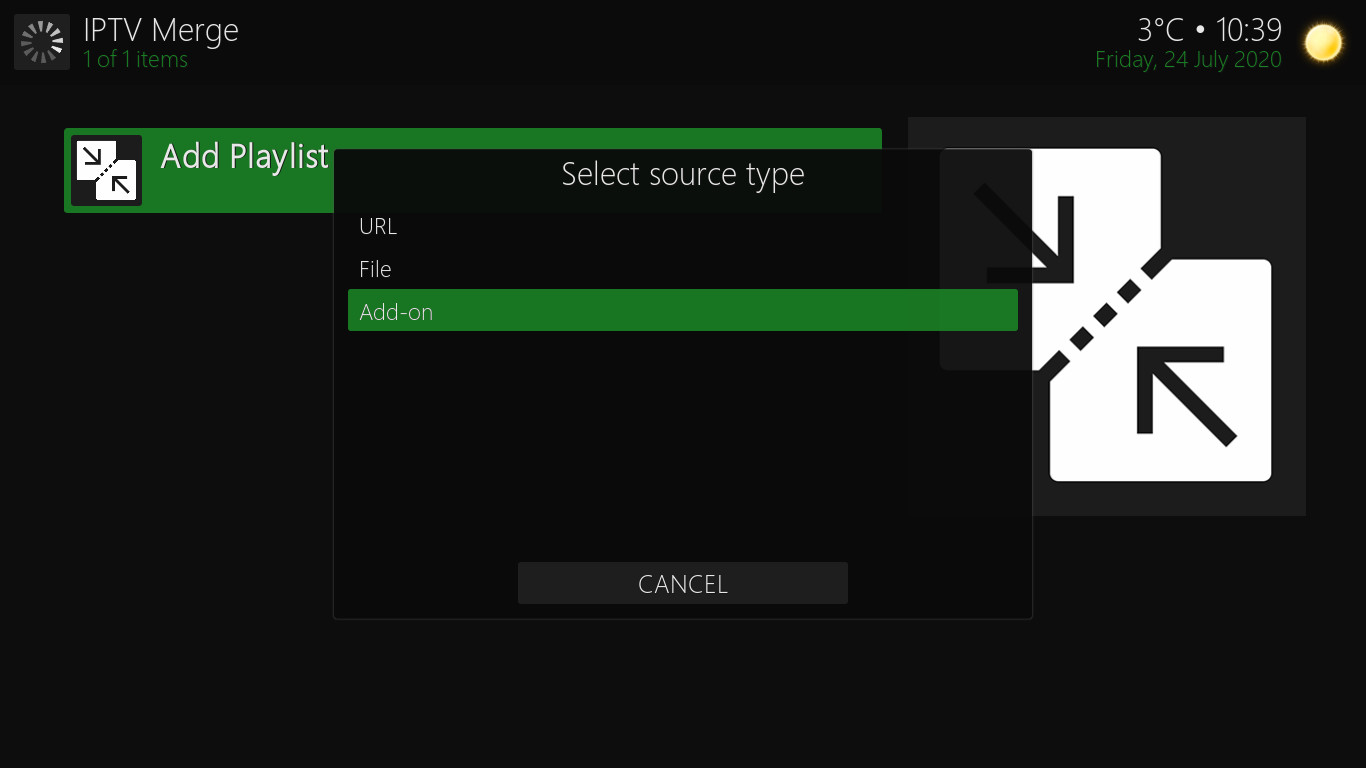 IPTV Merge
1 of 1 items
3°C • 10:39
Friday, 24 July 2020
Add Playlist
Select source type
URL
File
Add-on
CANCEL